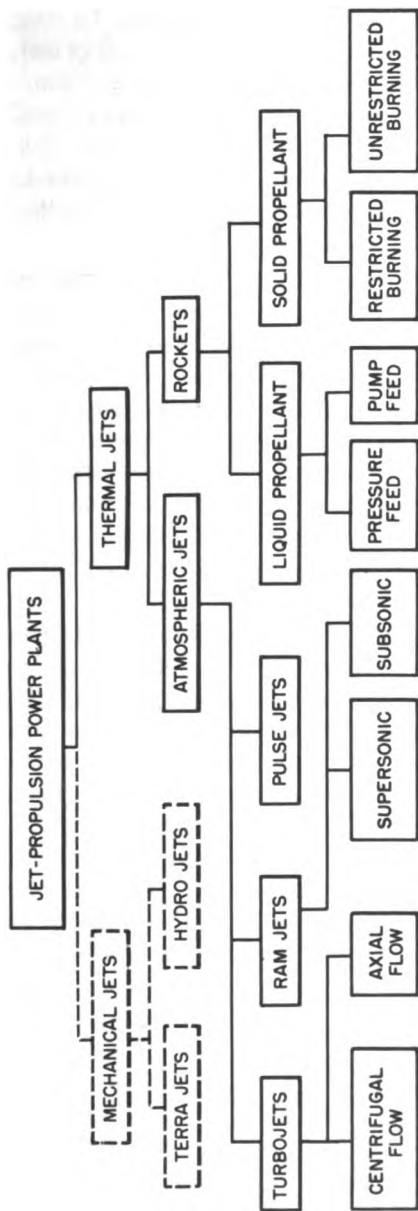 JET-PROPULSION POWER PLANTS
MECHANICAL JETS
THERMAL JETS
TERRA JETS
HYDRO JETS
ATMOSPHERIC JETS
ROCKETS
TURBOJETS
RAM JETS
PULSE JETS
LIQUID PROPELLANT
SOLID PROPELLANT
CENTRIFUGAL
FLOW
AXIAL
FLOW
SUPERSONIC
SUBSONIC
PRESSURE
FEED
PUMP
FEED
RESTRICTED
BURNING
UNRESTRICTED
BURNING